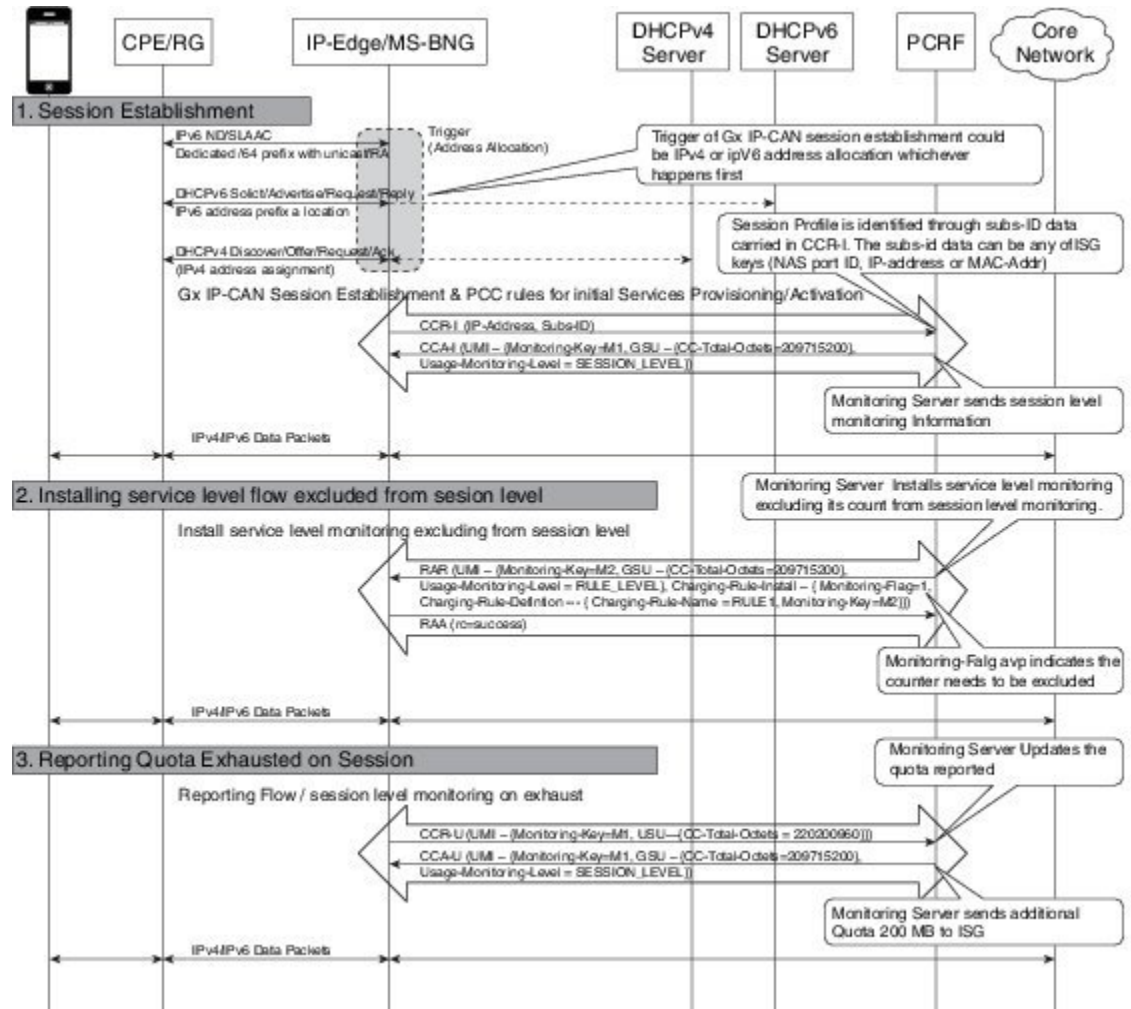 CPE/RG
IP-Edge/MS-BNG
DHCPv4
Server
DHCPv6
Server
PCRF
Core
Network
1. Session Establishment
IPv6 ND/SLAAC
Dedicated /64 prefix with unicast/RA
Trigger
(Address Allocation)
Trigger of Gx IP-CAN session establishment could
be IPv4 or ipV6 address allocation whichever
happens first
DHCPv6 Solict/Advertise/Request/Reply
IPv6 address prefix a location
Session Profile is identified through subs-ID data
carried in CCR-I. The subs-id data can be any of ISG
keys (NAS port ID, IP-address or MAC-Addr)
DHCPv4 Discover/Offer/Request/Ack
(IPv4 address assignment)
Gx IP-CAN Session Establishment & PCC rules for initial Services Provisioning/Activation
CCR-I (IP-Address, Subs-ID)
CCA-I (UMI – {Monitoring-Key=M1, GSU – {CC-Total-Octets=209715200},
Usage-Monitoring-Level = SESSION_LEVEL})
Monitoring Server sends session level
monitoring Information
IPv4/IPv6 Data Packets
2. Installing service level flow excluded from sesion level
Monitoring Server Installs service level monitoring
excluding its count from session level monitoring.
Install service level monitoring excluding from session level
RAR (UMI – {Monitoring-Key=M2, GSU – {CC-Total-Octets=209715200},
Usage-Monitoring-Level = RULE_LEVEL}, Charging-Rule-Install – { Monitoring-Flag=1,
Charging-Rule-Defintion --- { Charging-Rule-Name = RULE1, Monitoring-Key=M2}})
RAA (rc=success)
Monitoring-Falg avp indicates the
counter needs to be excluded
IPv4/IPv6 Data Packets
3. Reporting Quota Exhausted on Session
Monitoring Server Updates the
quota reported
Reporting Flow / session level monitoring on exhaust
CCR-U (UMI – {Monitoring-Key=M1, USU---{CC-Total-Octets = 220200960}})
CCA-U (UMI – {Monitoring-Key=M1, GSU – {CC-Total-Octets=209715200},
Usage-Monitoring-Level = SESSION_LEVEL})
Monitoring Server sends additional
Quota 200 MB to ISG
IPv4/IPv6 Data Packets